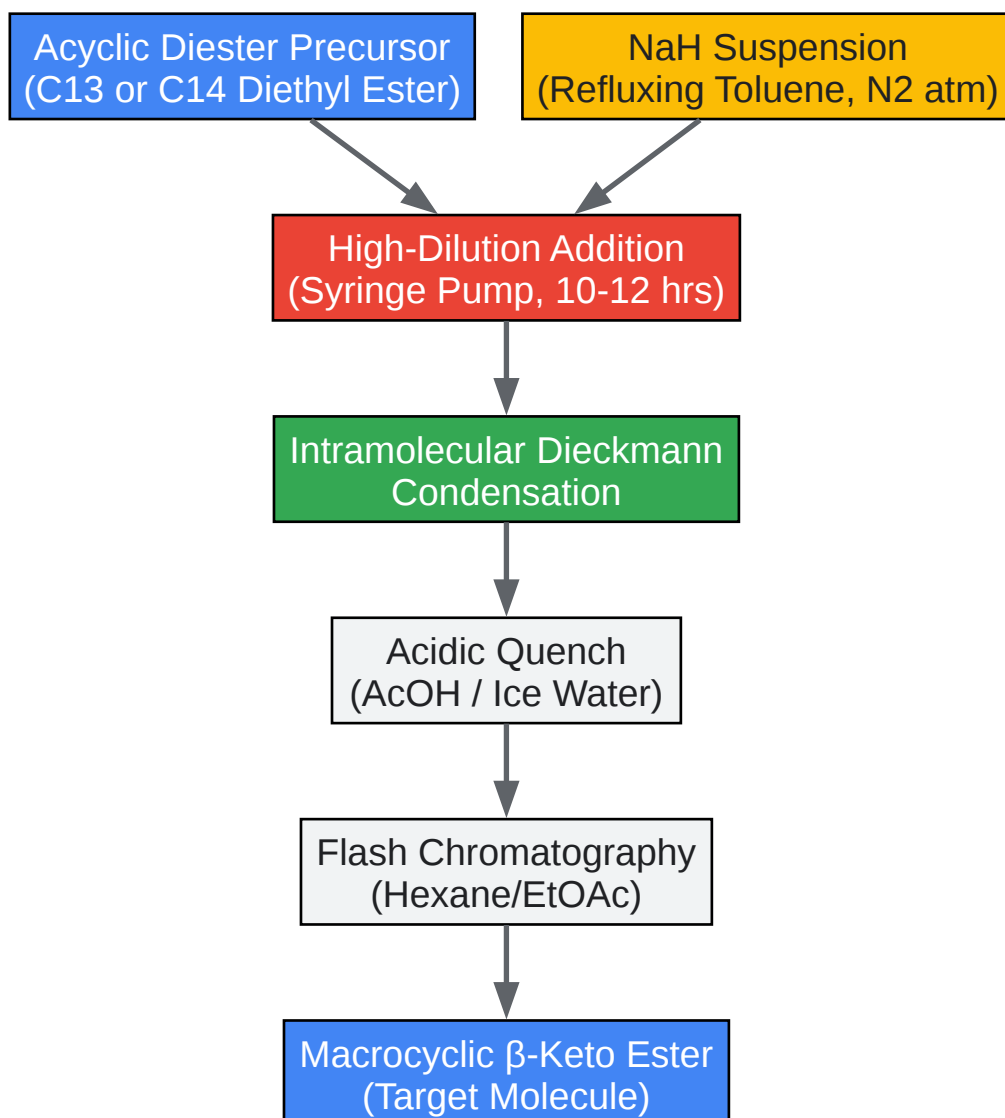 Acyclic Diester Precursor
(C13 or C14 Diethyl Ester)
NaH Suspension
(Refluxing Toluene, N2 atm)
High-Dilution Addition
(Syringe Pump, 10-12 hrs)
Intramolecular Dieckmann
Condensation
Acidic Quench
(AcOH / Ice Water)
Flash Chromatography
(Hexane/EtOAc)
Macrocyclic β-Keto Ester
(Target Molecule)